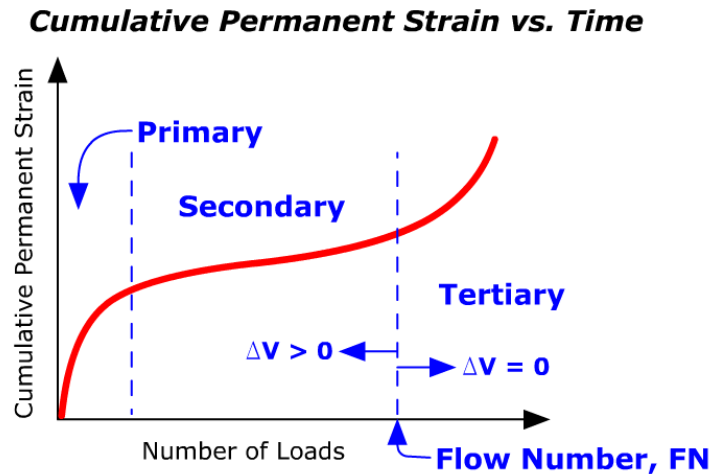 Cumulative Permanent Strain vs. Time
Cumulative Permanent Strain
Primary
Secondary
Tertiary
ΔV > 0
ΔV = 0
Number of Loads
Flow Number, FN